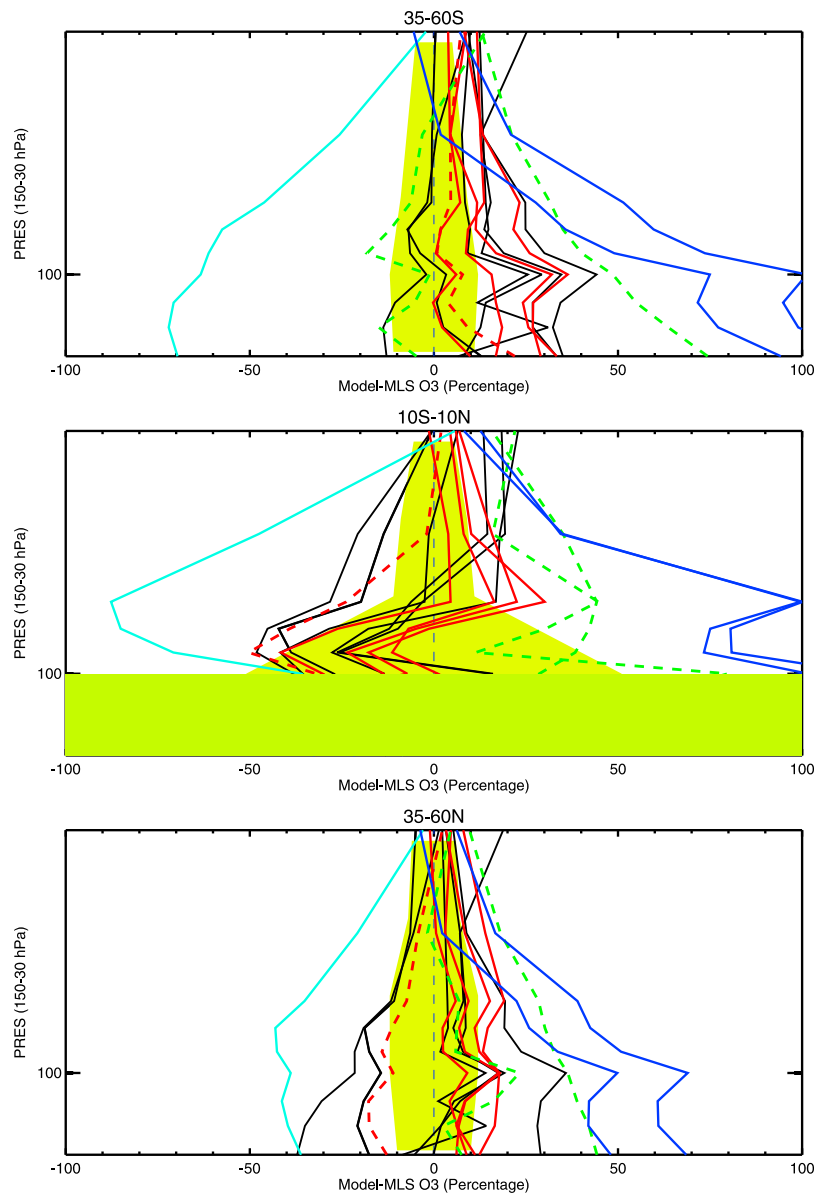 35-60S
PRES (150-30 hPa)
100
-100 -50 0 50 100
Model-MLS O3 (Percentage)
10S-10N
PRES (150-30 hPa)
100
-100 -50 0 50 100
Model-MLS O3 (Percentage)
35-60N
PRES (150-30 hPa)
100
-100 -50 0 50 100
Model-MLS O3 (Percentage)